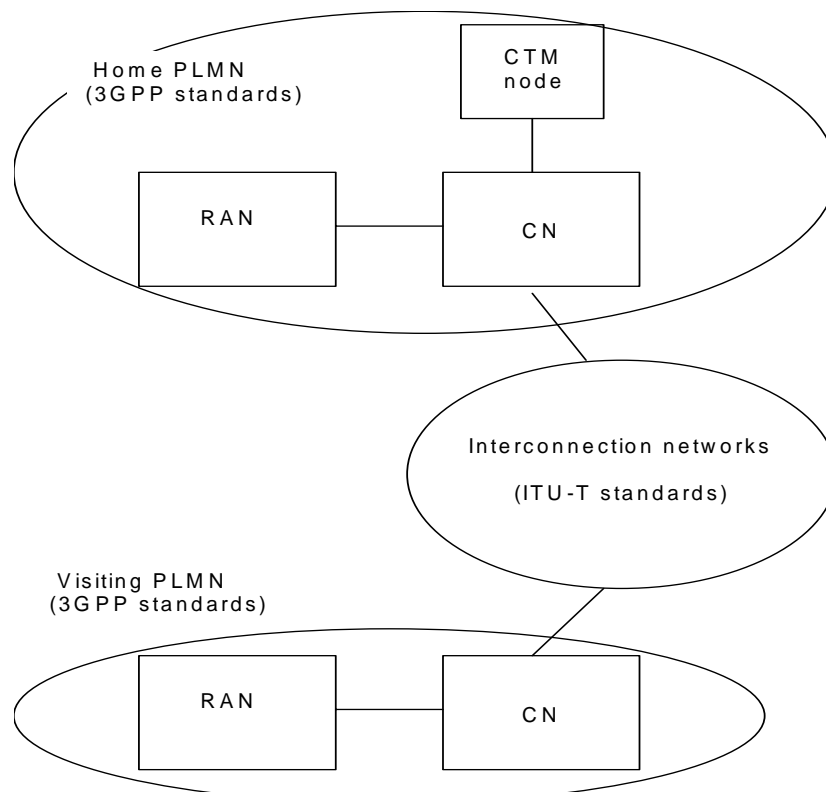 Home PLMN
(3GPP standards)
CTM
node
RAN
CN
Interconnection networks
(ITU-T standards)
Visiting PLMN
(3GPP standards)
RAN
CN